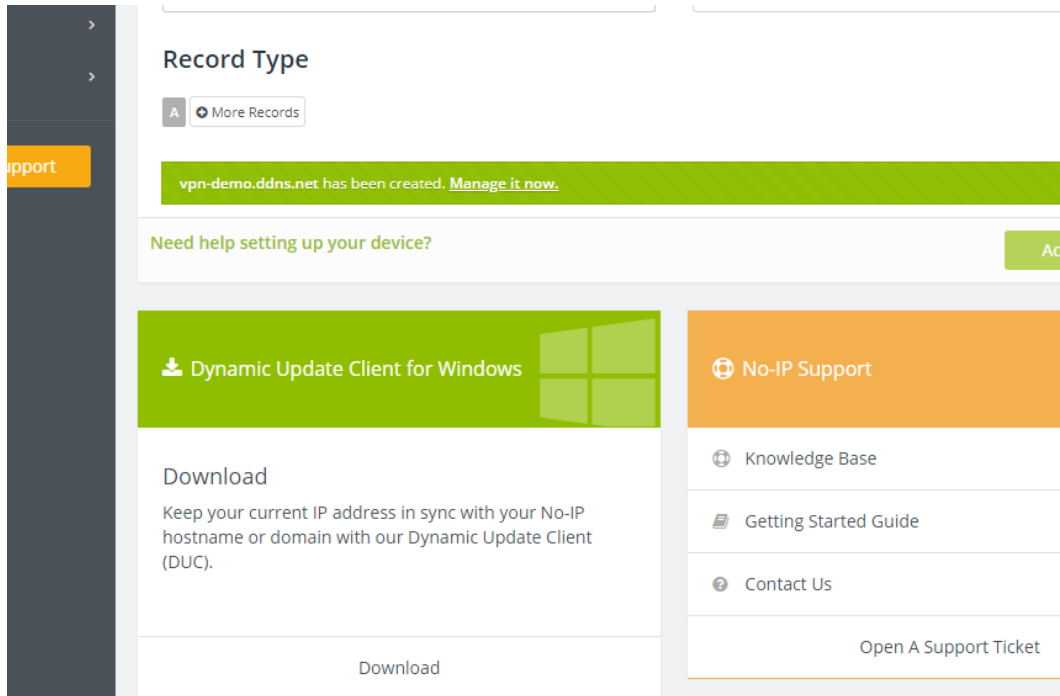 Record Type
A More Records
upport
vpn-demo.ddns.net has been created. Manage it now.
Need help setting up your device?
Dynamic Update Client for Windows
Download
Keep your current IP address in sync with your No-IP
hostname or domain with our Dynamic Update Client
(DUC).
Download
No-IP Support
Knowledge Base
Getting Started Guide
Contact Us
Open A Support Ticket